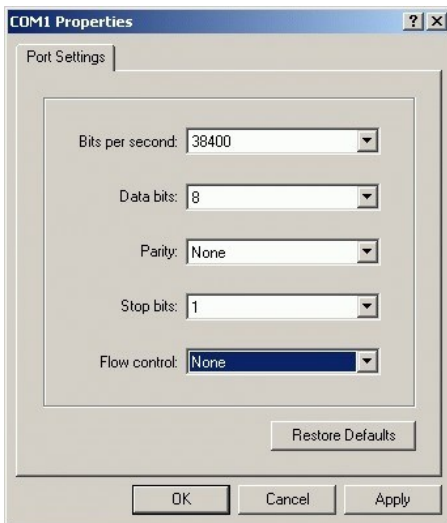 COM1 Properties
Port Settings
Bits per second: 38400
Data bits: 8
Parity: None
Stop bits: 1
Flow control: None
Restore Defaults
OK Cancel Apply